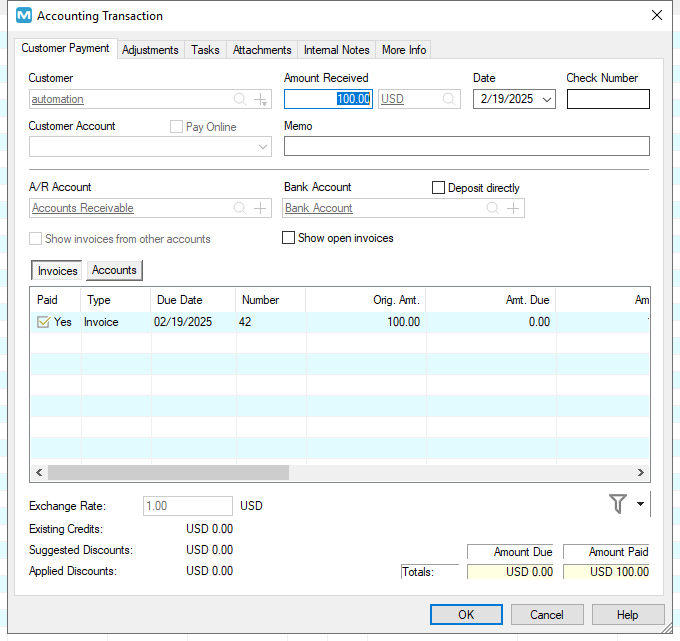 Accounting Transaction
Customer Payment Adjustments Tasks Attachments Internal Notes More Info
Customer Amount Received Date Check Number
automation 100.00 USD 2/19/2025
Customer Account Pay Online Memo
A/R Account Bank Account Deposit directly
Accounts Receivable Bank Account
Show invoices from other accounts Show open invoices
Invoices Accounts
Paid Type Due Date Number Orig. Amt. Amt. Due Am
Yes Invoice 02/19/2025 42 100.00 0.00
Exchange Rate: 1.00 USD
Existing Credits: USD 0.00
Suggested Discounts: USD 0.00 Amount Due Amount Paid
Applied Discounts: USD 0.00 Totals: USD 0.00 USD 100.00
OK Cancel Help